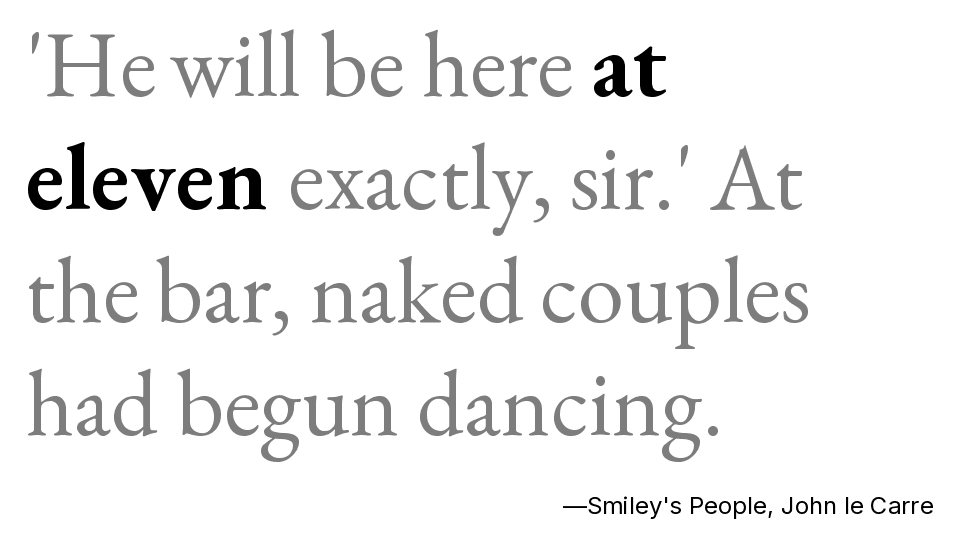 'He will be here at
eleven exactly, sir.' At
the bar, naked couples
had begun dancing.
—Smiley's People, John le Carre